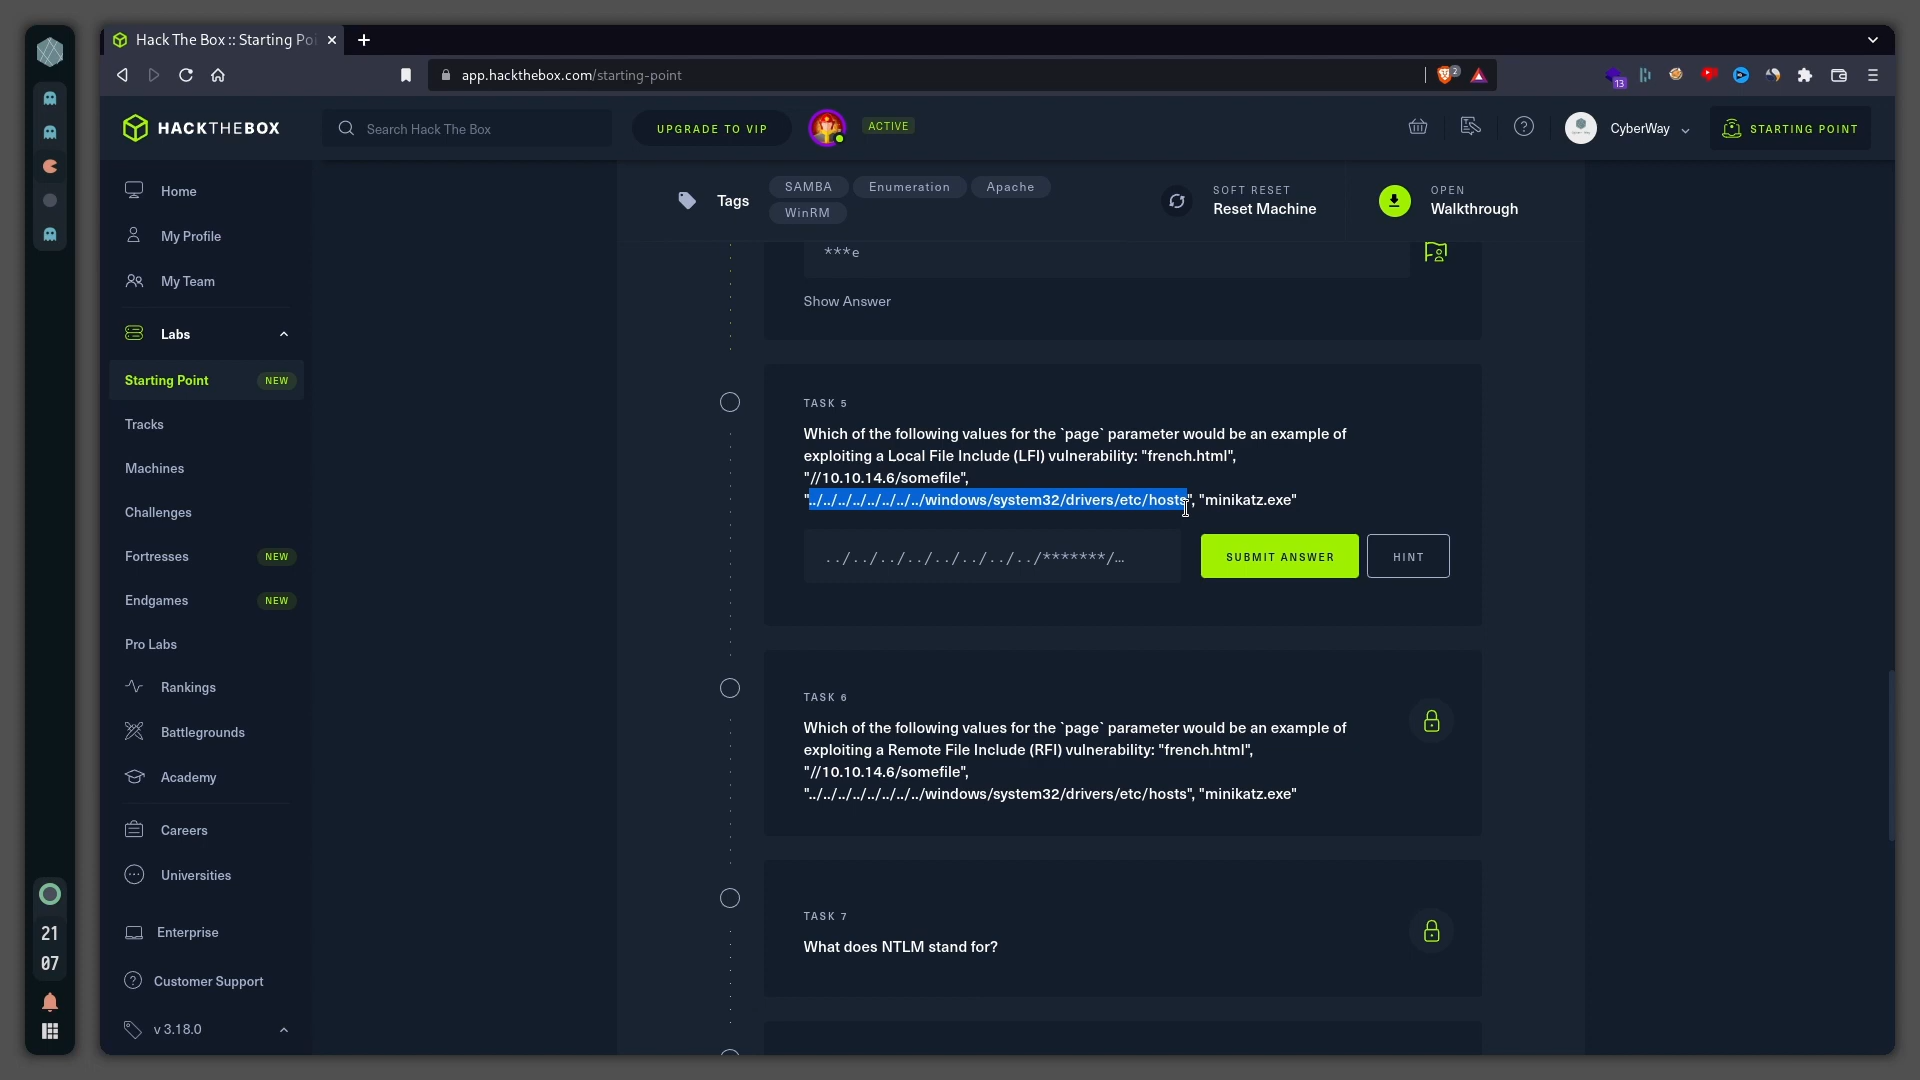 Hack The Box :: Starting Poi
app.hackthebox.com/starting-point
2
13
HACKTHEBOX
Search Hack The Box
UPGRADE TO VIP
ACTIVE
CyberWay
STARTING POINT
Home
My Profile
My Team
Labs
Starting Point
NEW
Tracks
Machines
Challenges
Fortresses
NEW
Endgames
NEW
Pro Labs
Rankings
Battlegrounds
Academy
Careers
Universities
Enterprise
Customer Support
v 3.18.0
21
07
Tags
SAMBA
Enumeration
Apache
WinRM
SOFT RESET
Reset Machine
OPEN
Walkthrough
***e
Show Answer
TASK 5
Which of the following values for the `page` parameter would be an example of
exploiting a Local File Include (LFI) vulnerability: "french.html",
"//10.10.14.6/somefile",
"../../../../../../../../windows/system32/drivers/etc/hosts", "minikatz.exe"
../../../../../../../../*******/…
SUBMIT ANSWER
HINT
TASK 6
Which of the following values for the `page` parameter would be an example of
exploiting a Remote File Include (RFI) vulnerability: "french.html",
"//10.10.14.6/somefile",
"../../../../../../../../windows/system32/drivers/etc/hosts", "minikatz.exe"
TASK 7
What does NTLM stand for?